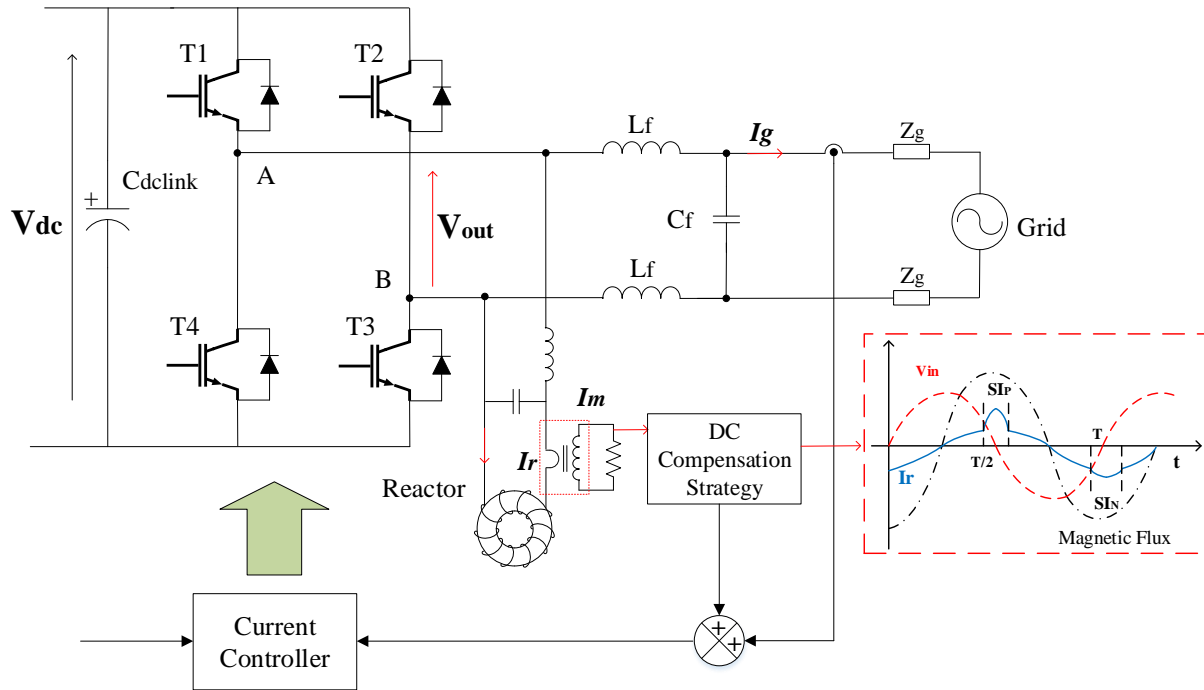 T1
T2
Lf
Ig
Zg
A
Cdclink
+
Vdc
Vout
Cf
Grid
B
Lf
Zg
T4
T3
Im
Ir
Reactor
DC
Compensation
Strategy
Vin
SIP
T
T/2
t
Ir
SIN
Magnetic Flux
+
+
Current
Controller